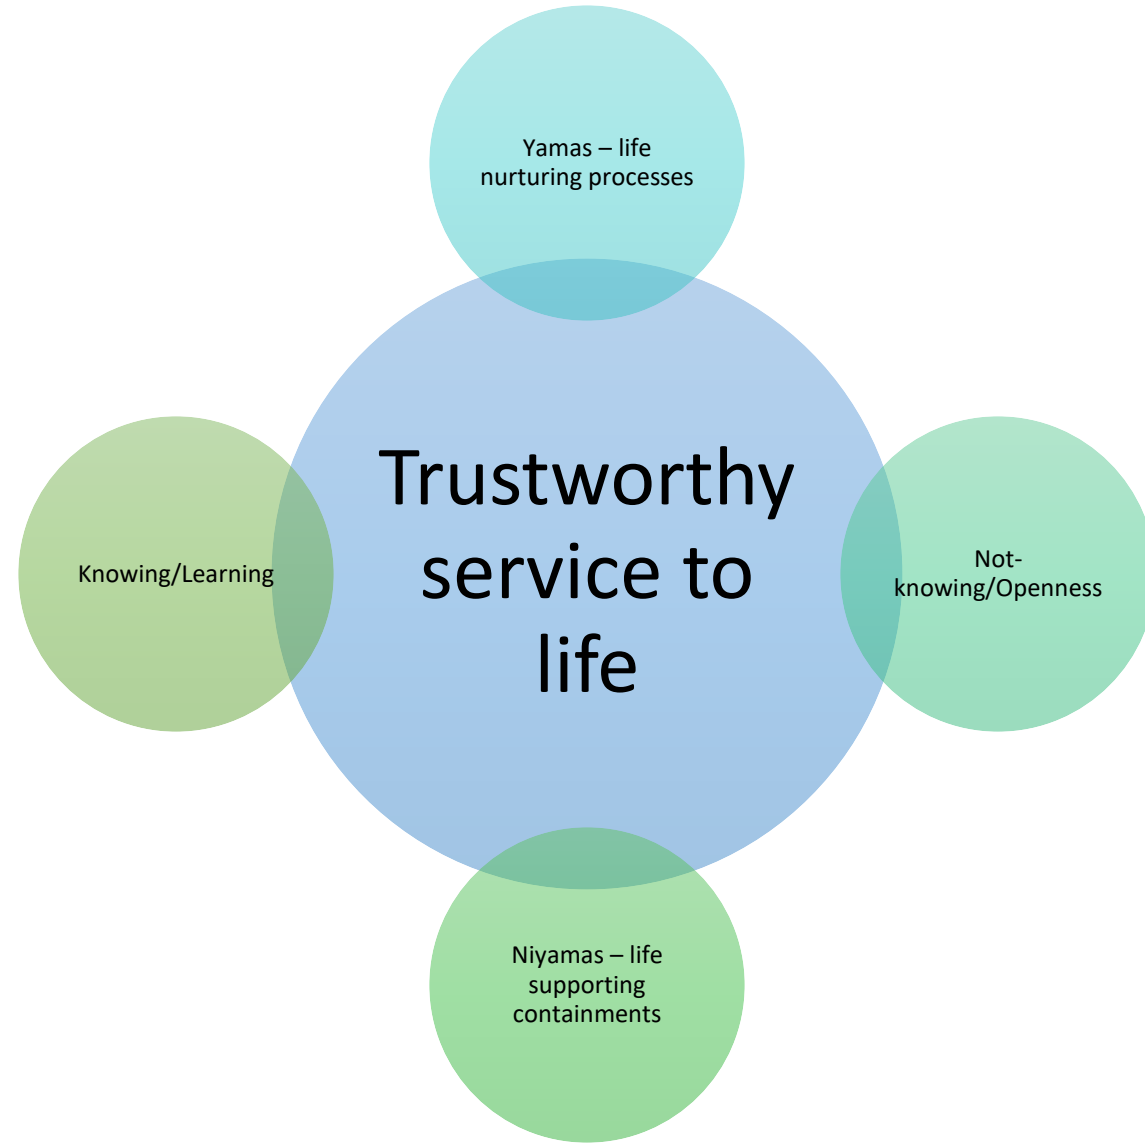 Yamas – life
nurturing processes
Trustworthy
service to
life
Knowing/Learning
Not-
knowing/Openness
Niyamas – life
supporting
containments